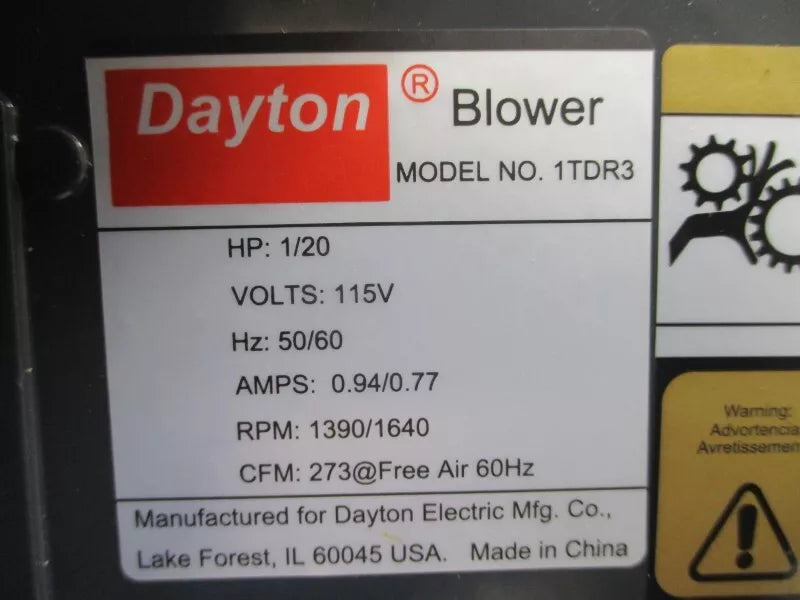 Dayton ® Blower
MODEL NO. 1TDR3
HP: 1/20
VOLTS: 115V
Hz: 50/60
AMPS: 0.94/0.77
RPM: 1390/1640
CFM: 273@Free Air 60Hz
Manufactured for Dayton Electric Mfg. Co.,
Lake Forest, IL 60045 USA. Made in China
Warning:
Advortencia
Avretissemen